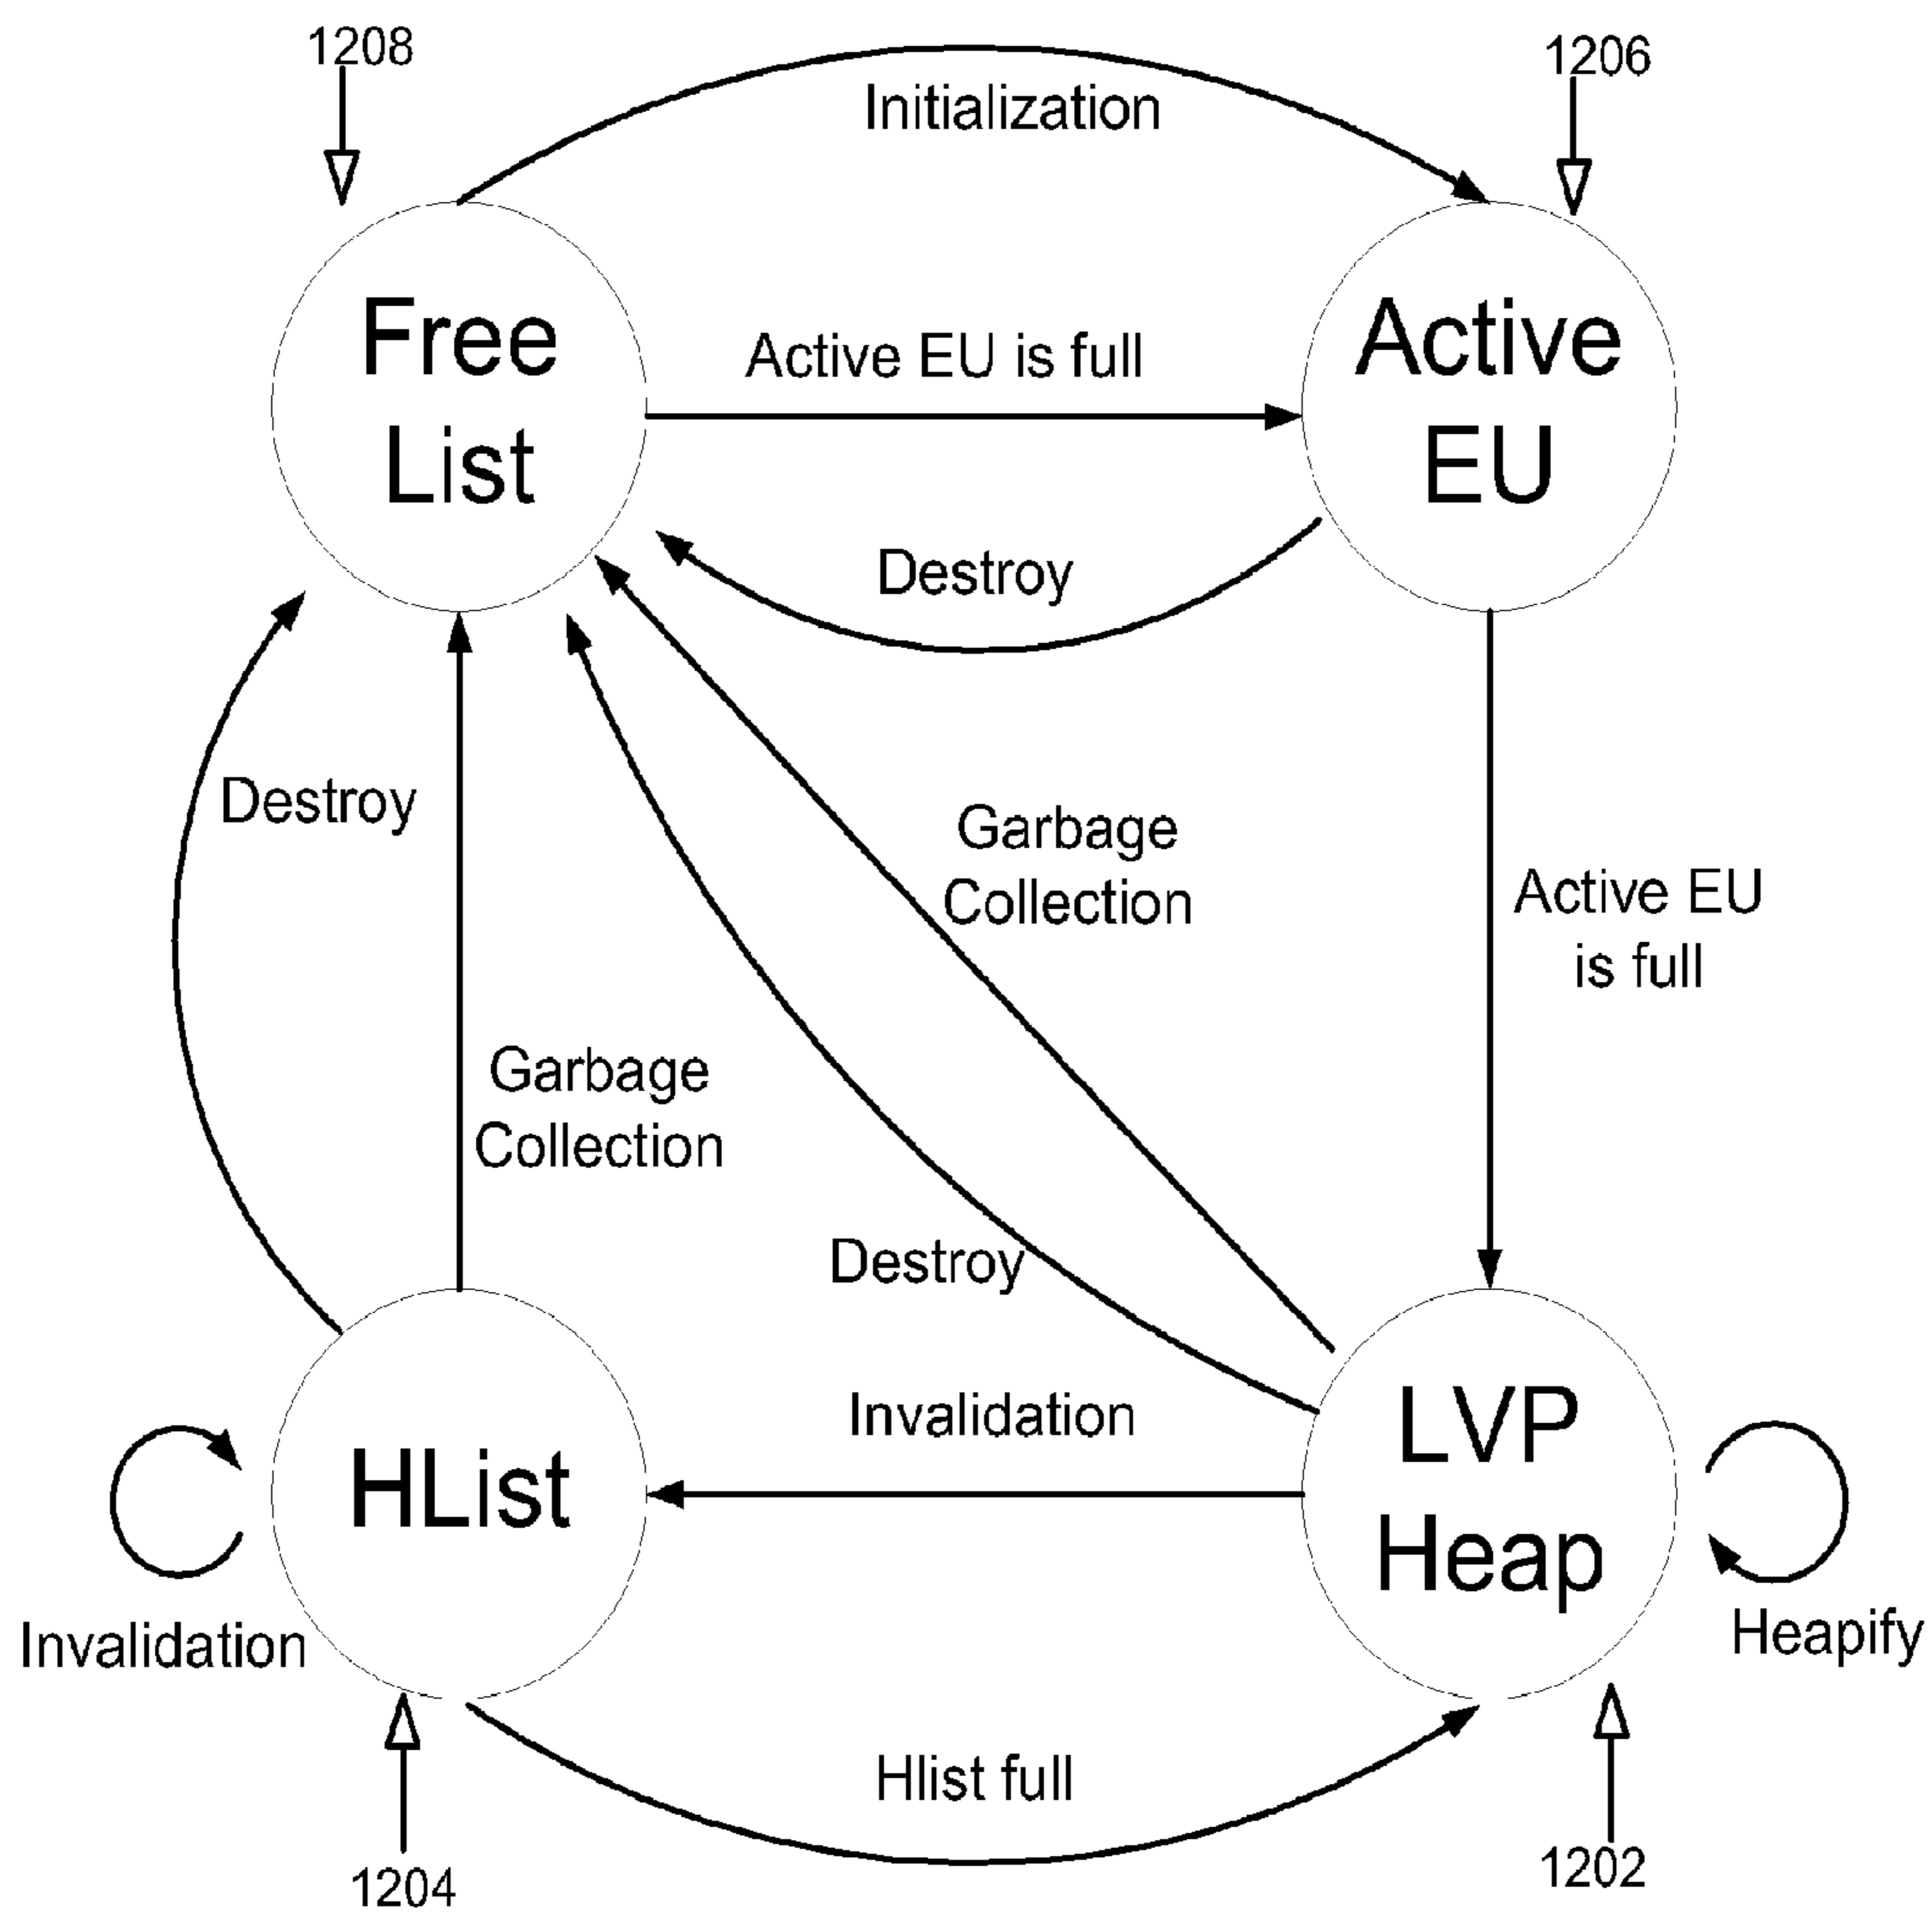 1208
1206
Initialization
Free
List
Active EU is full
Active
EU
Destroy
Destroy
Garbage
Collection
Active EU
is full
Garbage
Collection
Destroy
Invalidation
HList
LVP
Heap
Invalidation
Heapify
Hlist full
1204
1202